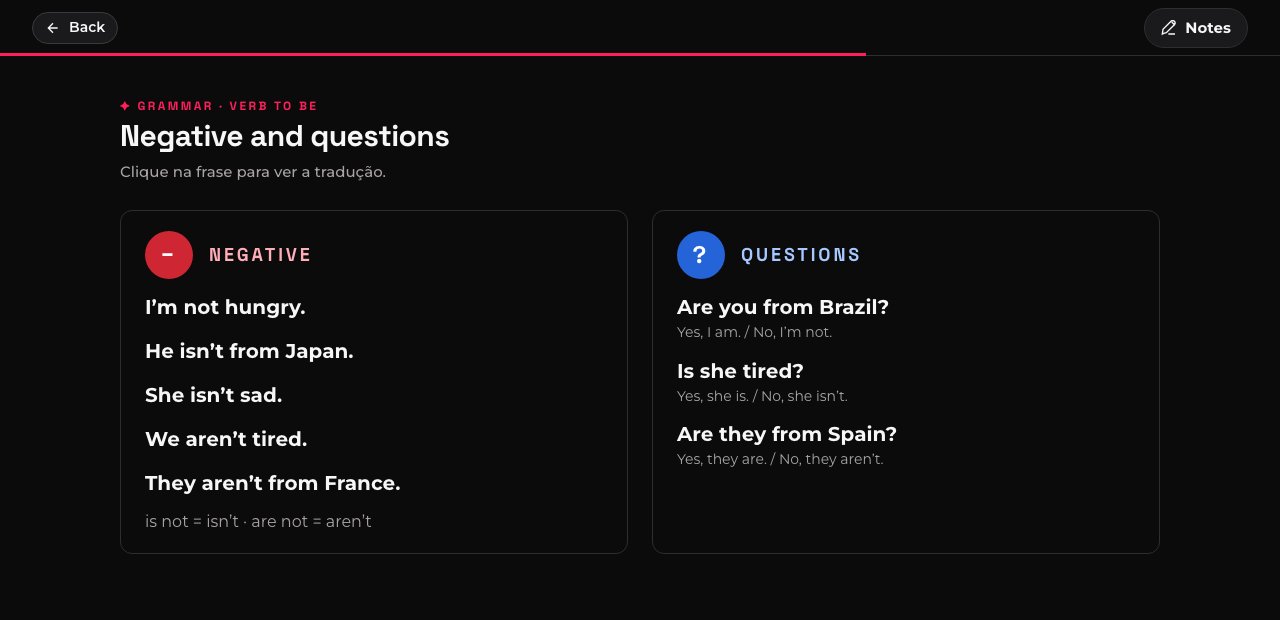 Back
Notes
GRAMMAR · VERB TO BE
Negative and questions
Clique na frase para ver a tradução.
NEGATIVE
I’m not hungry.
He isn’t from Japan.
She isn’t sad.
We aren’t tired.
They aren’t from France.
is not = isn’t · are not = aren’t
?
QUESTIONS
Are you from Brazil?
Yes, I am. / No, I’m not.
Is she tired?
Yes, she is. / No, she isn’t.
Are they from Spain?
Yes, they are. / No, they aren’t.